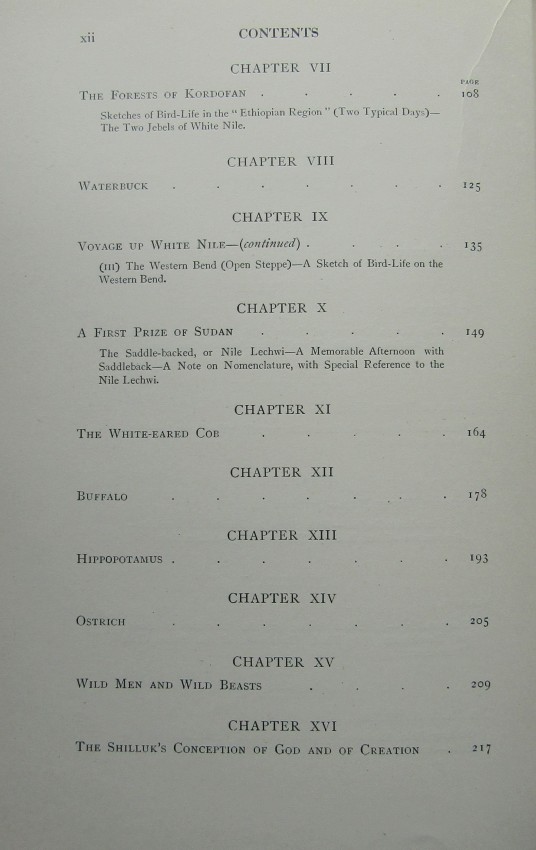 xii CONTENTS
CHAPTER VII
PAGE
THE FORESTS OF KORDOFAN . . . . . 108
Sketches of Bird-Life in the "Ethiopian Region" (Two Typical Days)—
The Two Jebels of White Nile.
CHAPTER VIII
WATERBUCK . . . . . . . 125
CHAPTER IX
VOYAGE UP WHITE NILE—(continued) . . . . 135
(III) The Western Bend (Open Steppe)—A Sketch of Bird-Life on the
Western Bend.
CHAPTER X
A FIRST PRIZE OF SUDAN . . . . . 149
The Saddle-backed, or Nile Lechwi—A Memorable Afternoon with
Saddleback—A Note on Nomenclature, with Special Reference to the
Nile Lechwi.
CHAPTER XI
THE WHITE-EARED COB . . . . . 164
CHAPTER XII
BUFFALO . . . . . . . 178
CHAPTER XIII
HIPPOPOTAMUS . . . . . . . 193
CHAPTER XIV
OSTRICH . . . . . . . 205
CHAPTER XV
WILD MEN AND WILD BEASTS . . . . 209
CHAPTER XVI
THE SHILLUK'S CONCEPTION OF GOD AND OF CREATION . 217